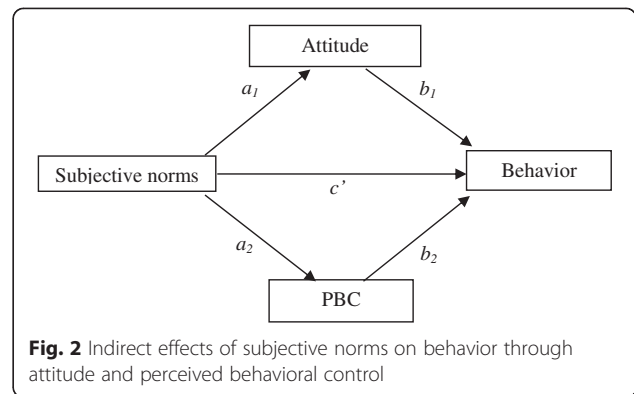 Attitude
a1
b1
Subjective norms
Behavior
c’
a2
b2
PBC
Fig. 2 Indirect effects of subjective norms on behavior through
attitude and perceived behavioral control